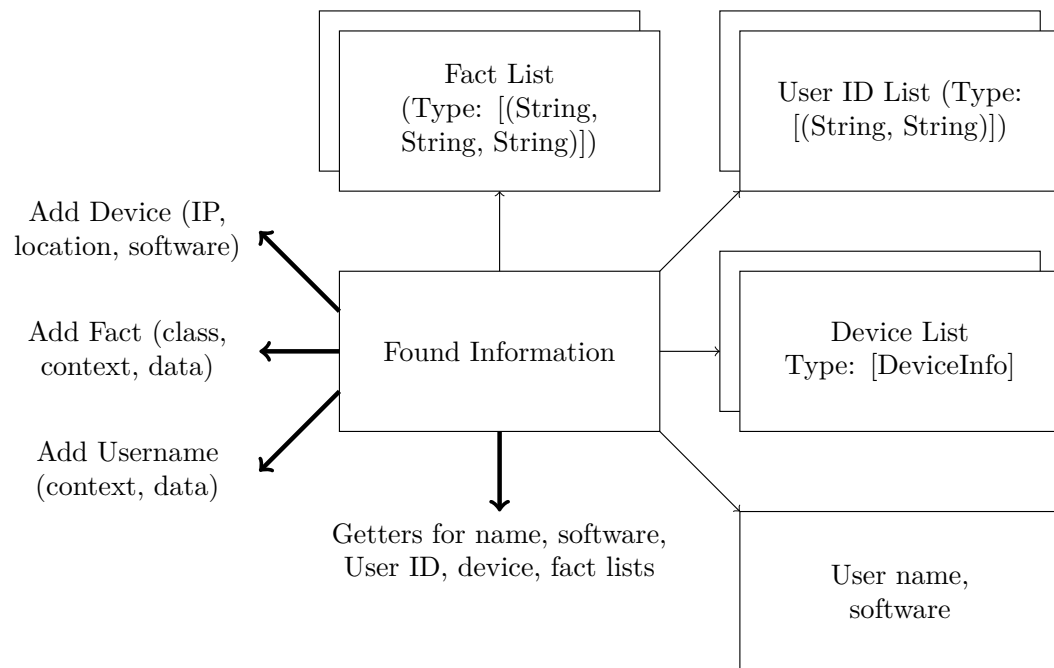 Fact List
(Type: [(String,
String, String)])
User ID List (Type:
[(String, String)])
Add Device (IP,
location, software)
Add Fact (class,
context, data)
Found Information
Device List
Type: [DeviceInfo]
Add Username
(context, data)
Getters for name, software,
User ID, device, fact lists
User name,
software